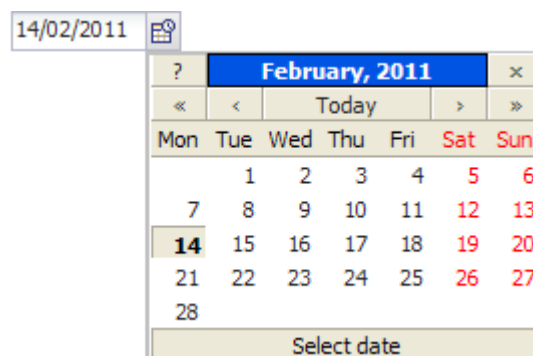 14/02/2011
? February, 2011 ×
« ‹ Today › »
Mon Tue Wed Thu Fri Sat Sun
1 2 3 4 5 6
7 8 9 10 11 12 13
14 15 16 17 18 19 20
21 22 23 24 25 26 27
28
Select date